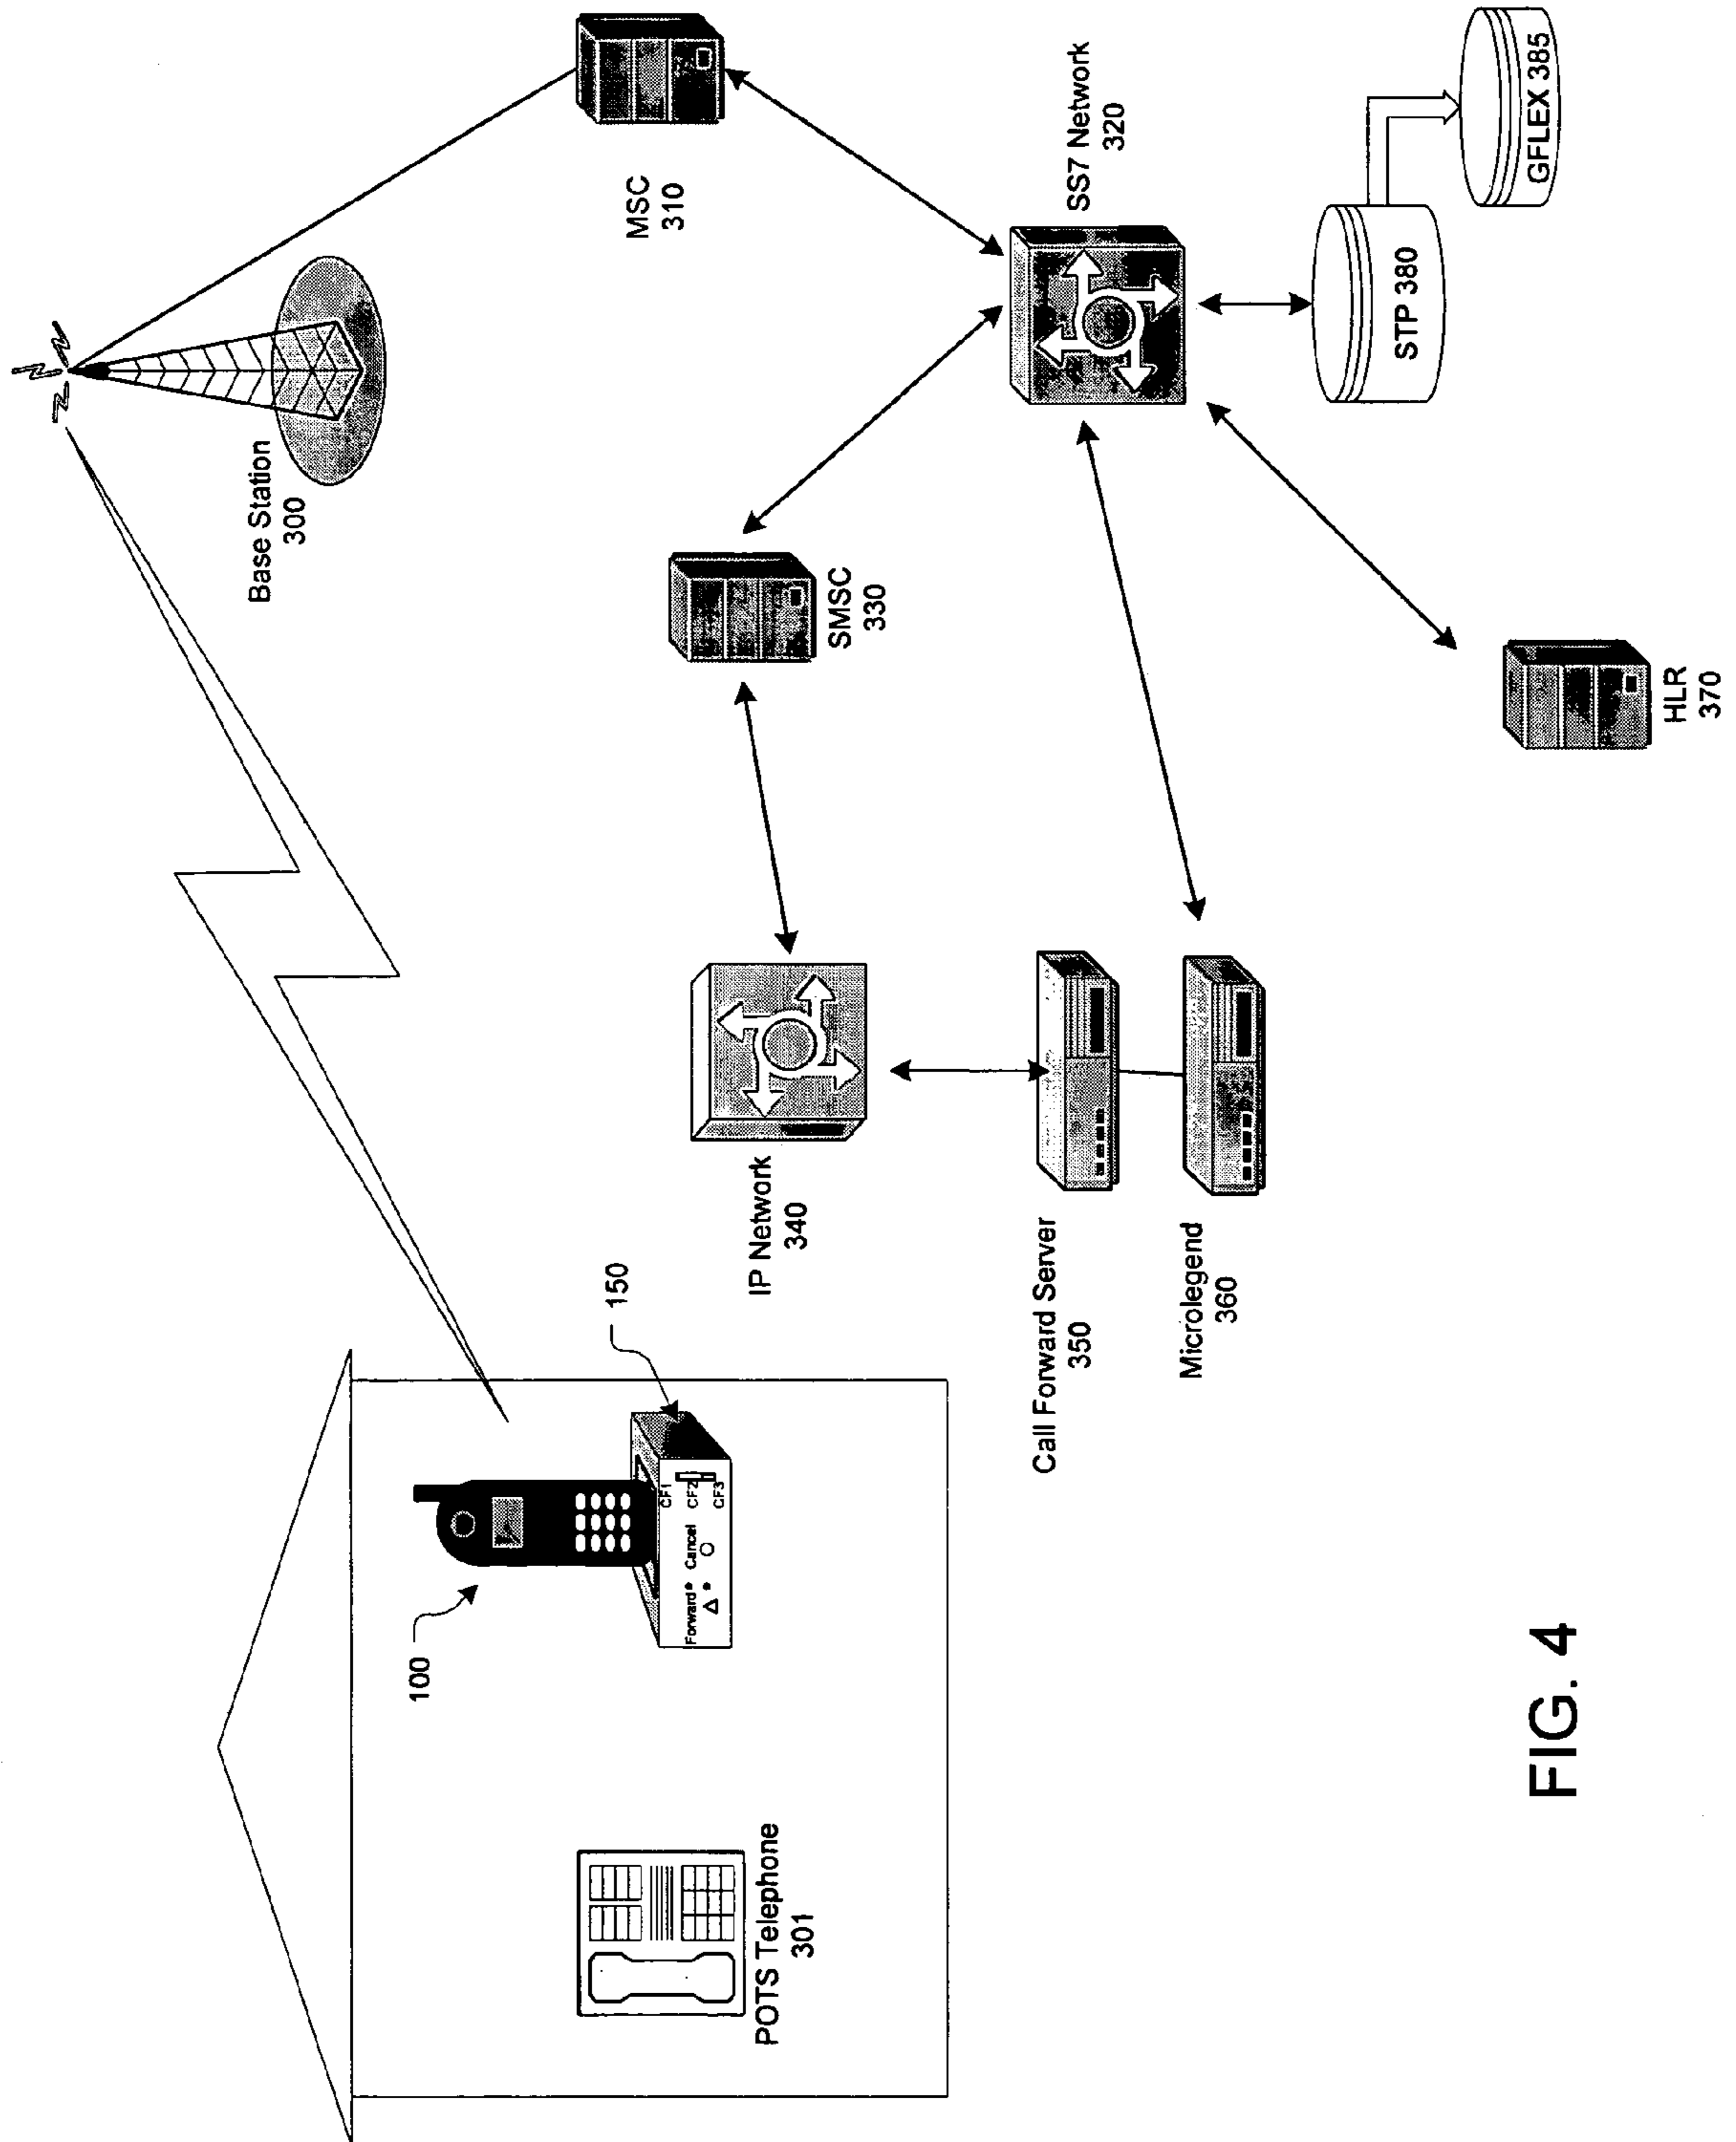 100
150
CF1
CF2
CF3
Forward
Cancel
POTS Telephone
301
Base Station
300
MSC
310
SMSC
330
SS7 Network
320
IP Network
340
Call Forward Server
350
Microlegend
360
HLR
370
STP 380
GFLEX 385
FIG. 4